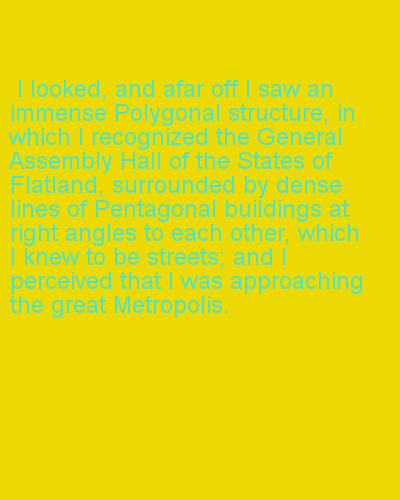 I looked, and afar off I saw an
immense Polygonal structure, in
which I recognized the General
Assembly Hall of the States of
Flatland, surrounded by dense
lines of Pentagonal buildings at
right angles to each other, which
I knew to be streets; and I
perceived that I was approaching
the great Metropolis.